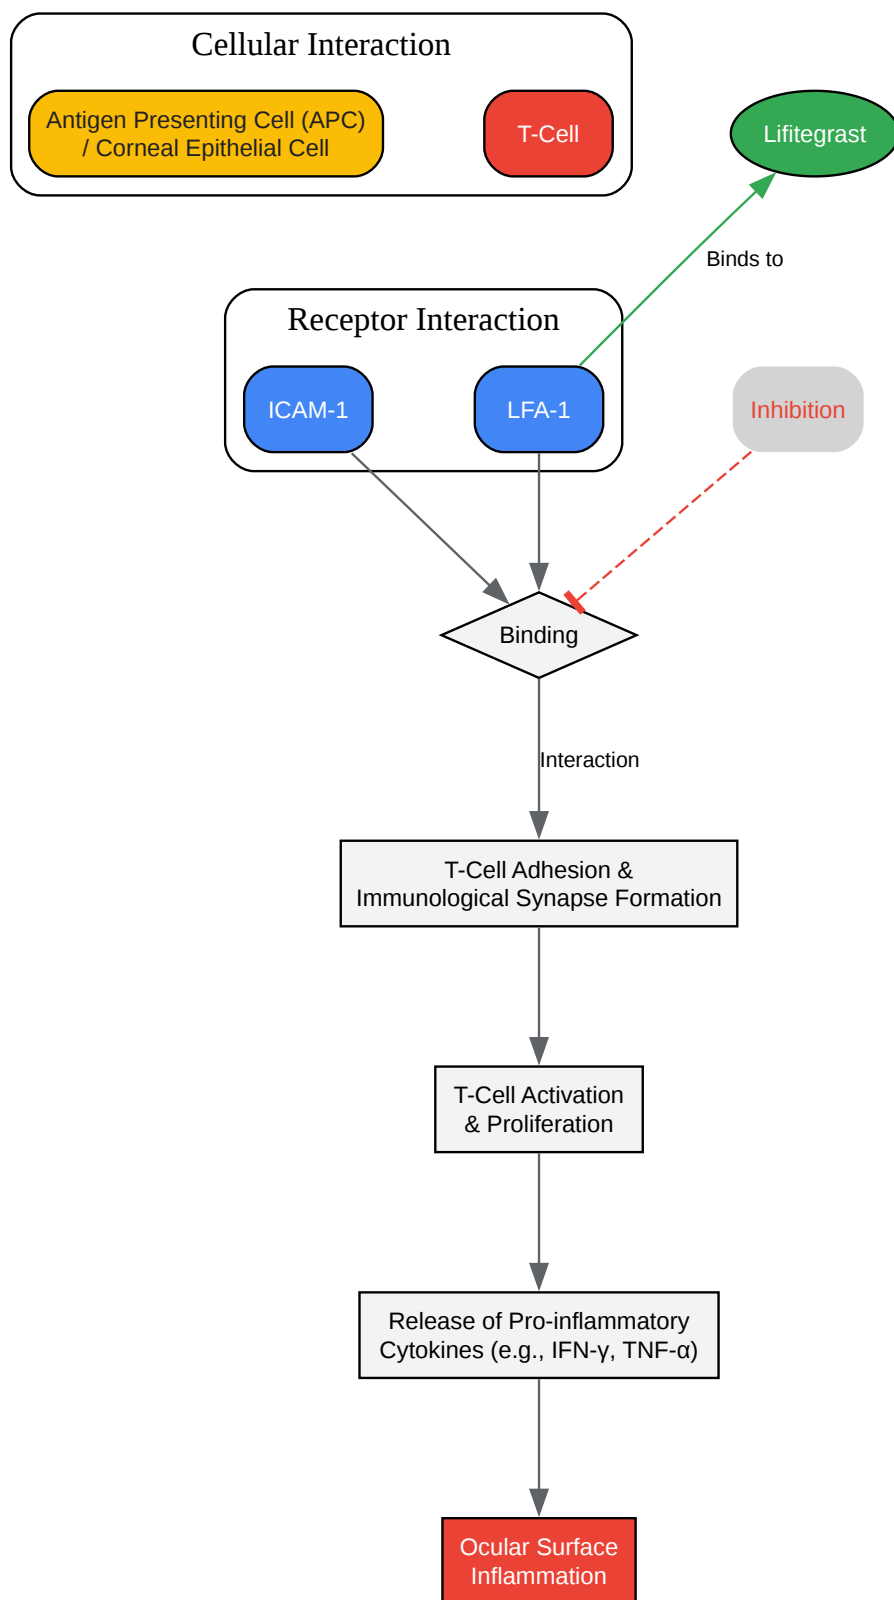 Cellular Interaction
Antigen Presenting Cell (APC)
/ Corneal Epithelial Cell
T-Cell
Lifitegrast
Binds to
Receptor Interaction
ICAM-1
LFA-1
Inhibition
Binding
Interaction
T-Cell Adhesion &
Immunological Synapse Formation
T-Cell Activation
& Proliferation
Release of Pro-inflammatory
Cytokines (e.g., IFN-γ, TNF-α)
Ocular Surface
Inflammation